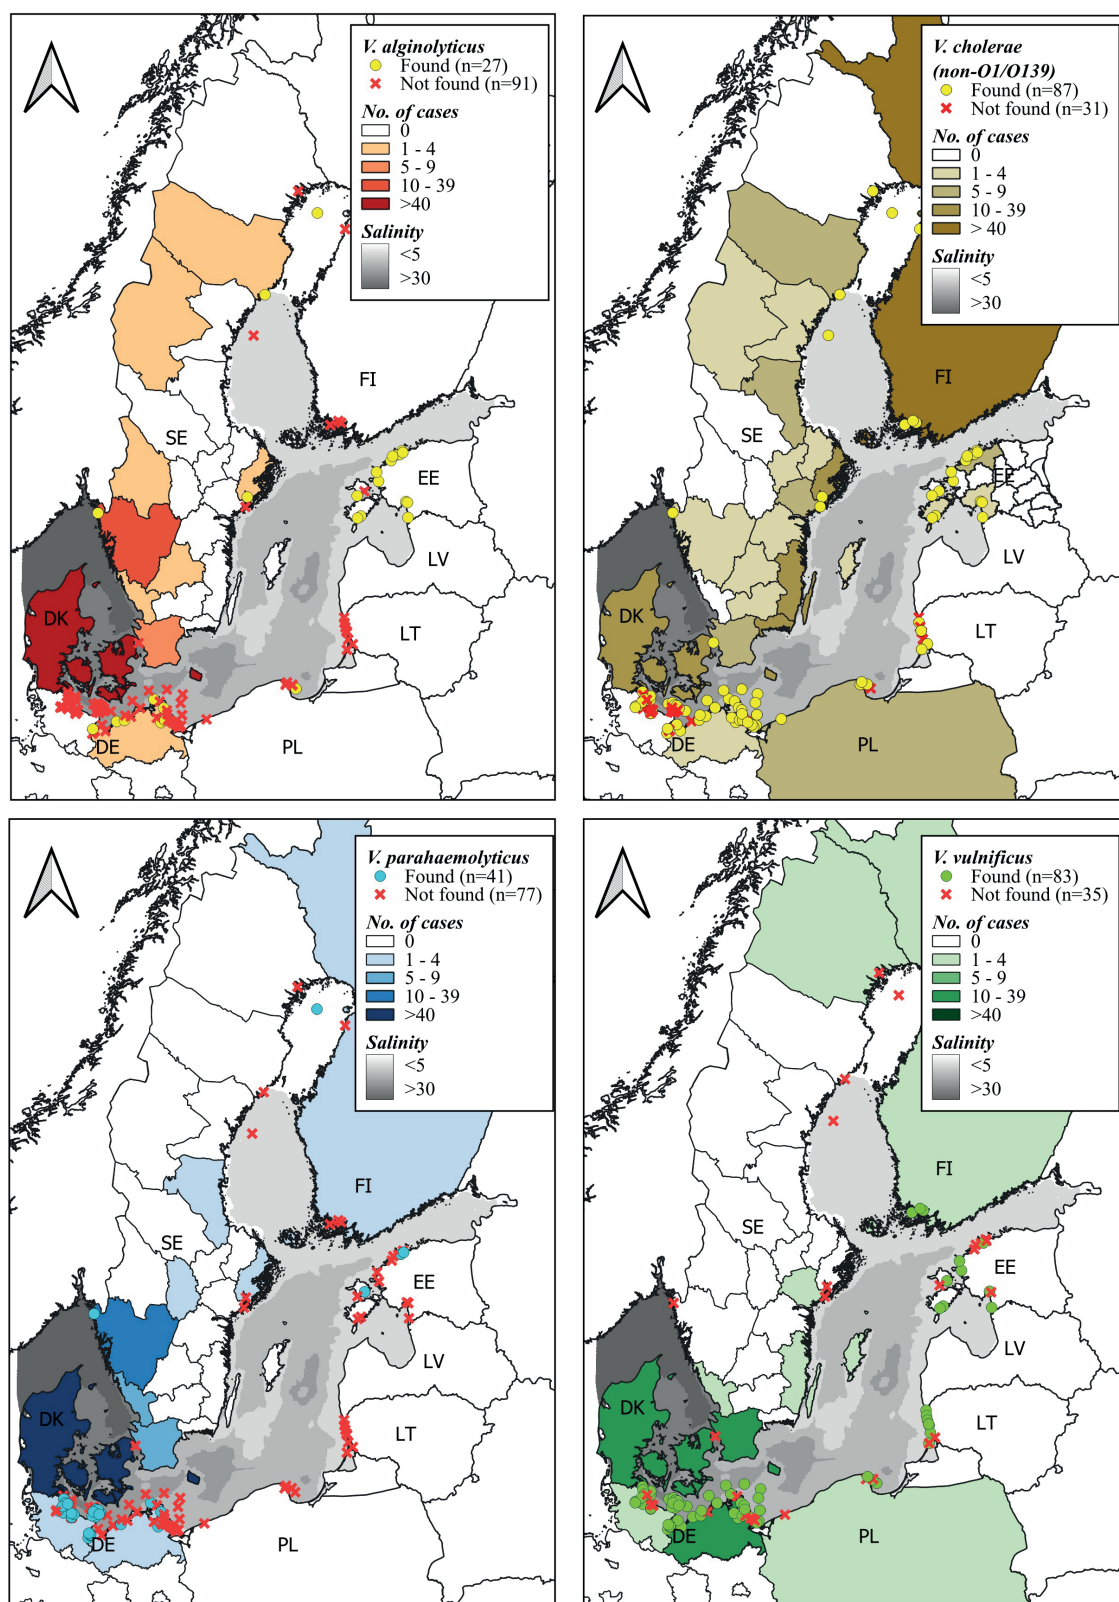 V. alginolyticus
Found (n=27)
Not found (n=91)
No. of cases
0
1 - 4
5 - 9
10 - 39
>40
Salinity
<5
>30
FI
SE
EE
LV
DK
LT
DE
PL
V. cholerae
(non-O1/O139)
Found (n=87)
Not found (n=31)
No. of cases
0
1 - 4
5 - 9
10 - 39
> 40
Salinity
<5
>30
FI
SE
EE
LV
DK
LT
DE
PL
V. parahaemolyticus
Found (n=41)
Not found (n=77)
No. of cases
0
1 - 4
5 - 9
10 - 39
>40
Salinity
<5
>30
FI
SE
EE
LV
DK
LT
DE
PL
V. vulnificus
Found (n=83)
Not found (n=35)
No. of cases
0
1 - 4
5 - 9
10 - 39
>40
Salinity
<5
>30
FI
SE
EE
LV
DK
LT
DE
PL